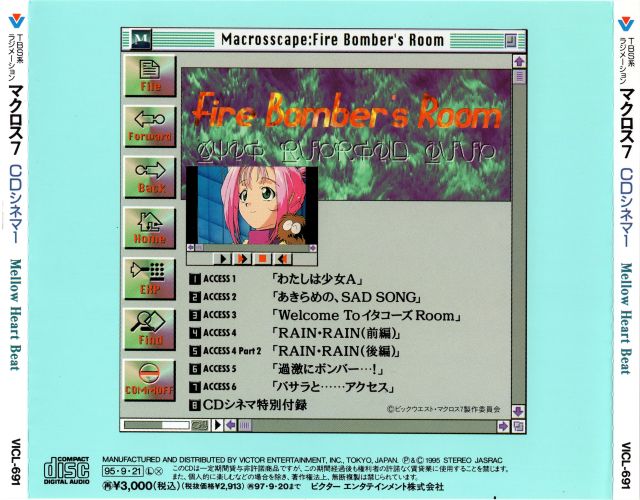 TBS系
ラジメーション
マクロス7
CDシネマ1
Mellow Heart Beat
VICL-691
M
Macrosscape:Fire Bomber's Room
File
Forward
Back
Home
EXP
Find
COMMOFF
Fire Bomber's Room
1 ACCESS 1 「わたしは少女A」
2 ACCESS 2 「あきらめの、SAD SONG」
3 ACCESS 3 「Welcome To イタコーズ Room」
4 ACCESS 4 「RAIN・RAIN(前編)」
5 ACCESS 4 Part 2 「RAIN・RAIN(後編)」
6 ACCESS 5 「過激にボンバー…!」
7 ACCESS 6 「バサラと……アクセス」
8 CDシネマ特別付録
©ビックウエスト・マクロス7製作委員会
COMPACT
disc
DIGITAL AUDIO
MANUFACTURED AND DISTRIBUTED BY VICTOR ENTERTAINMENT, INC., TOKYO, JAPAN. Ⓟ & © 1995 STEREO JASRAC
95・9・21 Ⓛ Ⓧ このCDは一定期間貸与非許諾商品ですが、この期間経過後も権利者の許諾なく賃貸業に使用することを禁じます。
また、個人的に楽しむなどの場合を除き、著作権法上、無断複製は禁じられています。
¥3,000(税込)(税抜価格¥2,913) 97・9・20まで ビクター エンタテインメント株式会社
TBS系
ラジメーション
マクロス7
CDシネマ1
Mellow Heart Beat
VICL-691